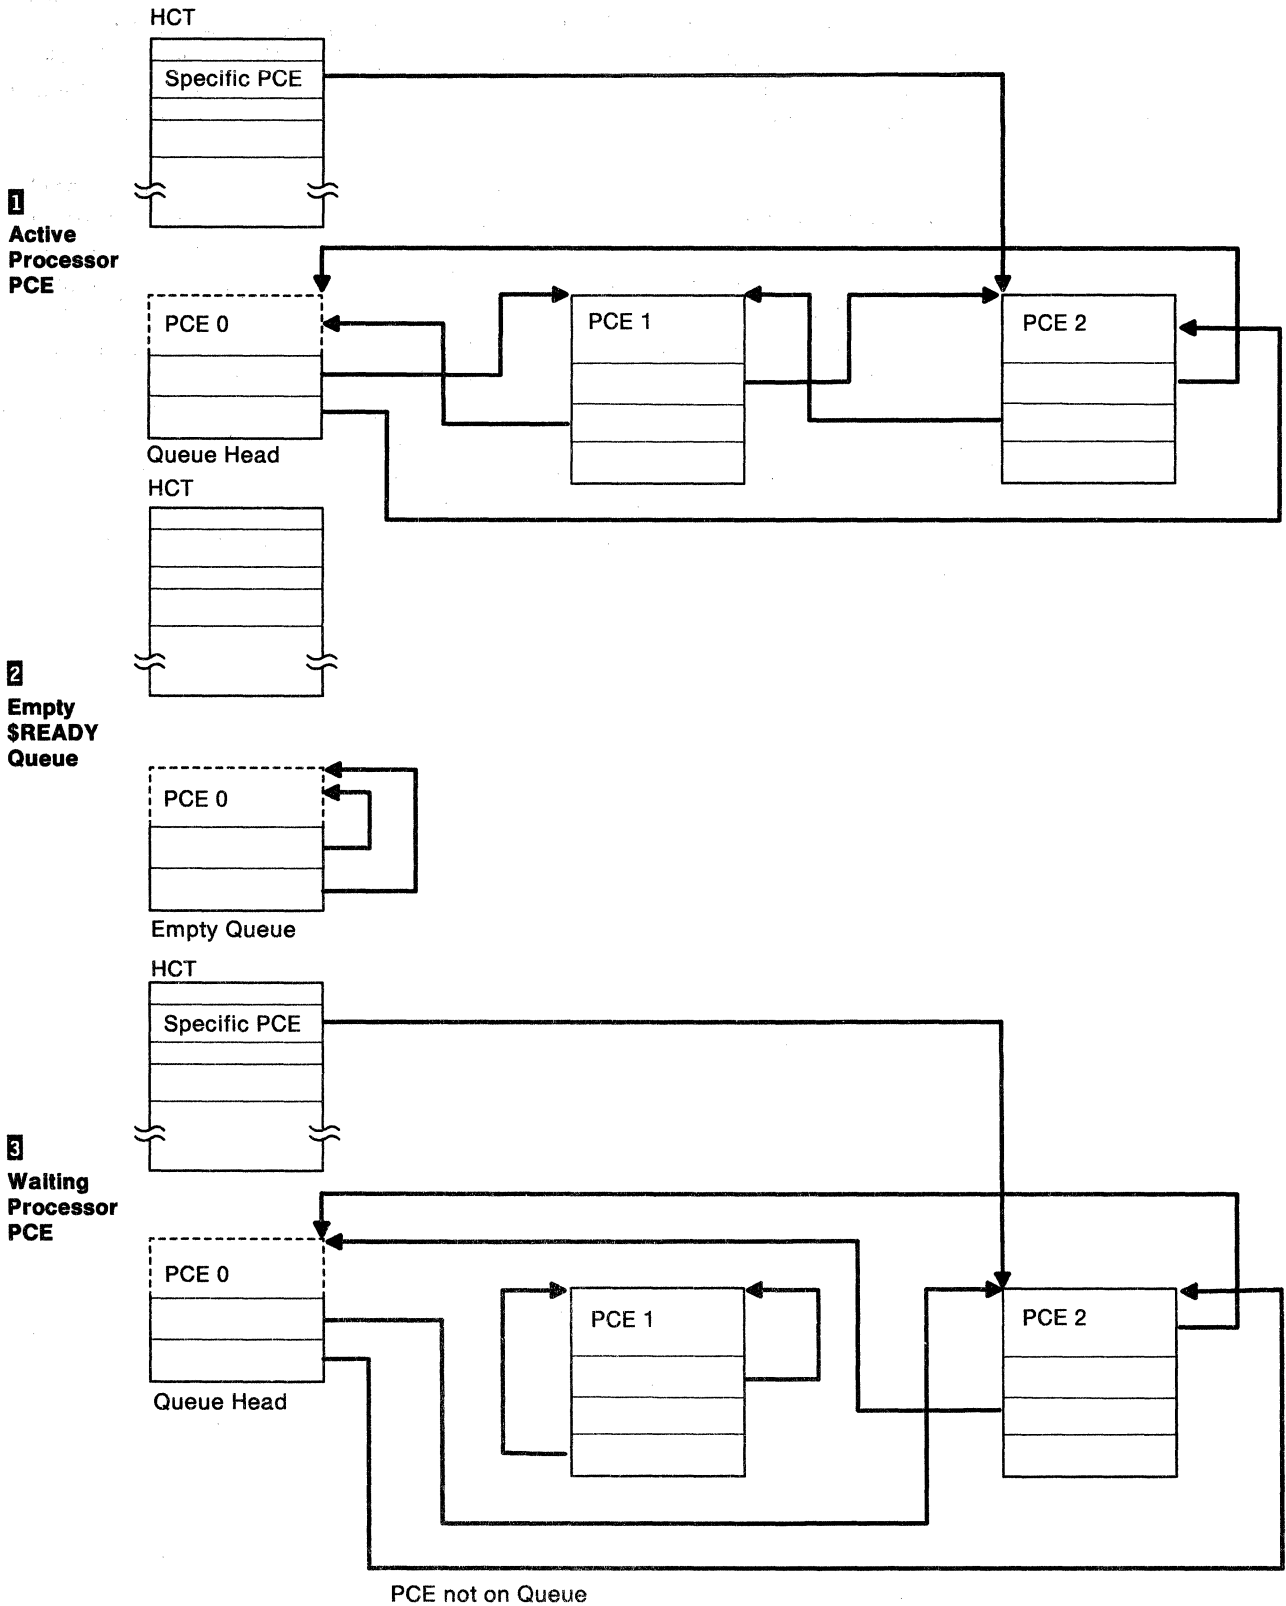 HCT
Specific PCE
1
Active
Processor
PCE
PCE 0
PCE 1
PCE 2
Queue Head
HCT
2
Empty
$READY
Queue
PCE 0
Empty Queue
HCT
Specific PCE
3
Waiting
Processor
PCE
PCE 0
PCE 1
PCE 2
Queue Head
PCE not on Queue